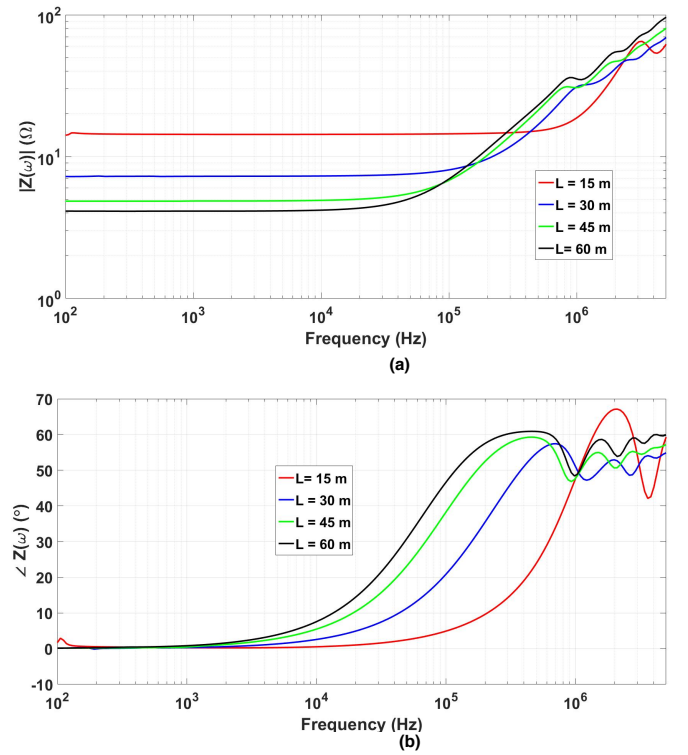 10²
10¹
10⁰
|Z(ω)| (Ω)
L = 15 m
L = 30 m
L = 45 m
L= 60 m
10² 10³ 10⁴ 10⁵ 10⁶
Frequency (Hz)
(a)
70
60
50
40
30
20
10
0
-10
∠ Z(ω) (°)
L= 15 m
L = 30 m
L = 45 m
L = 60 m
10² 10³ 10⁴ 10⁵ 10⁶
Frequency (Hz)
(b)